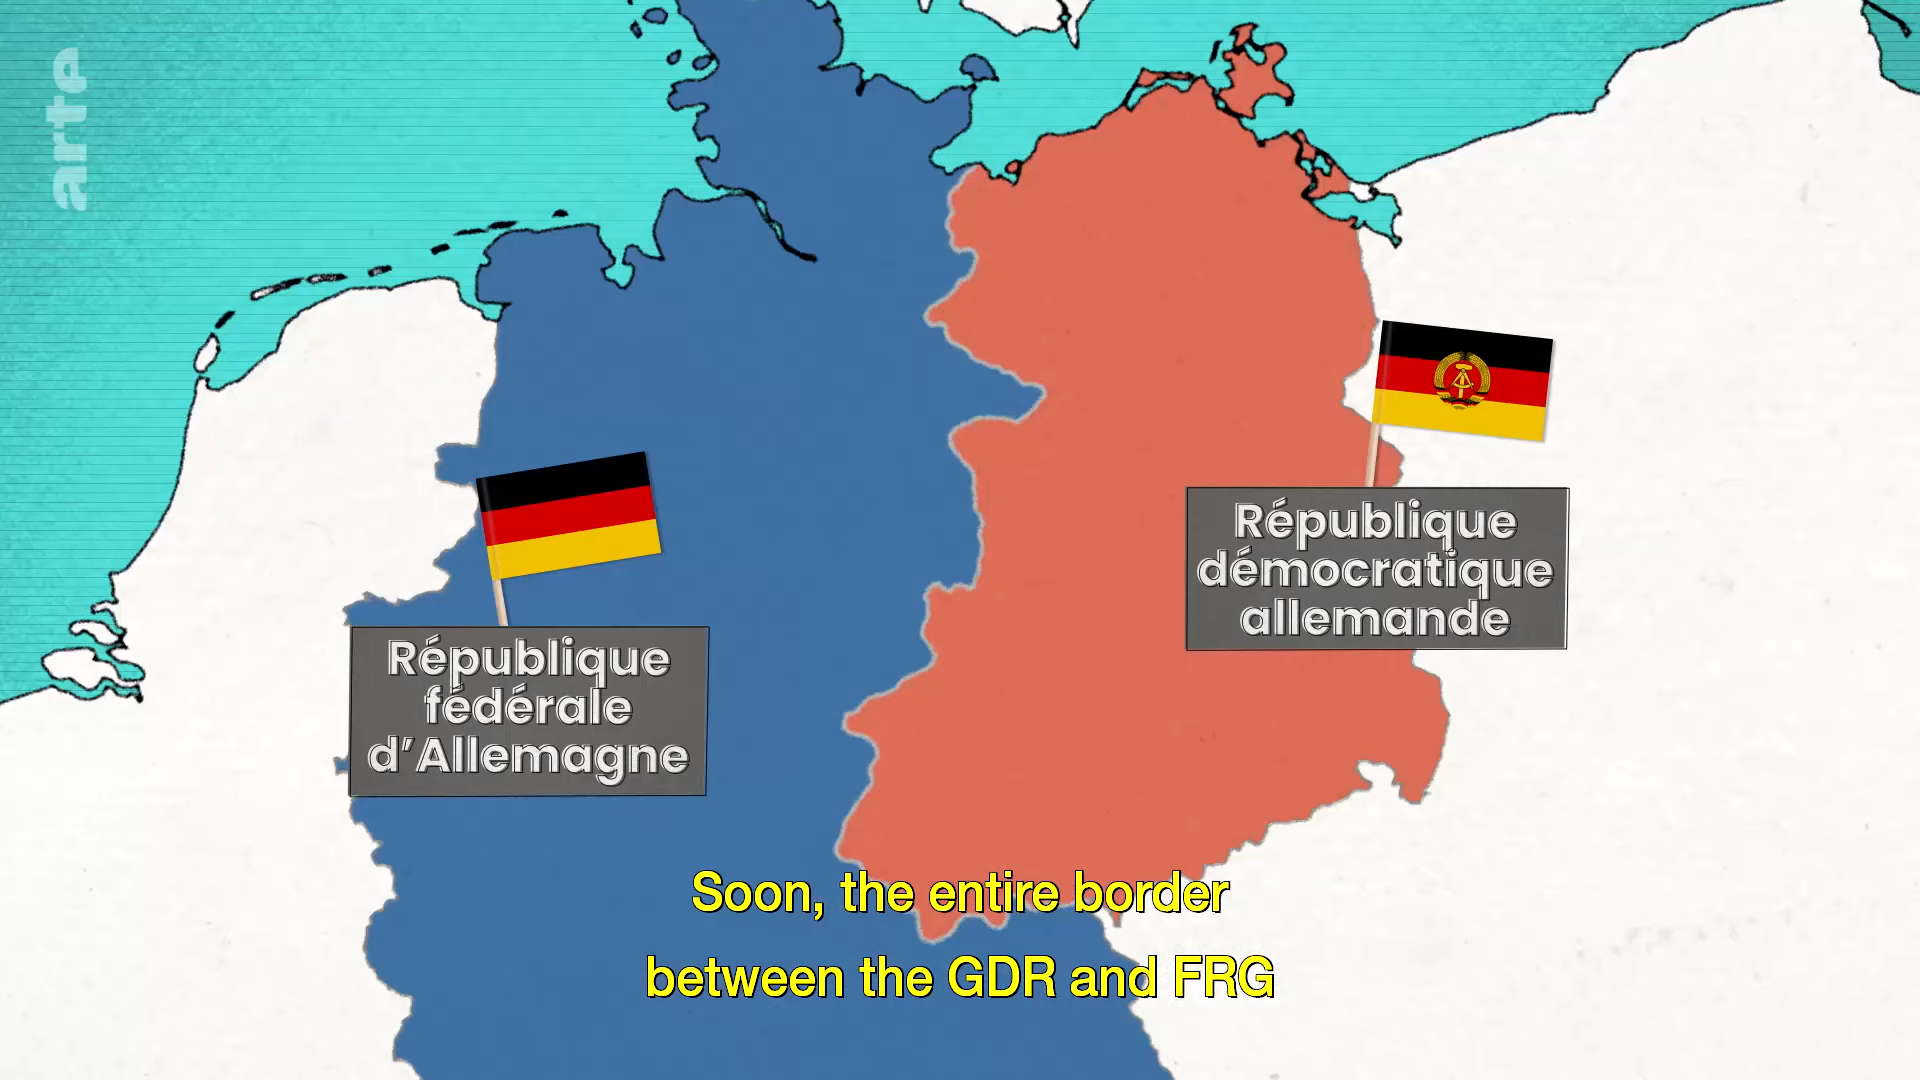 arte
République
démocratique
allemande
République
fédérale
d'Allemagne
Soon, the entire border
between the GDR and FRG